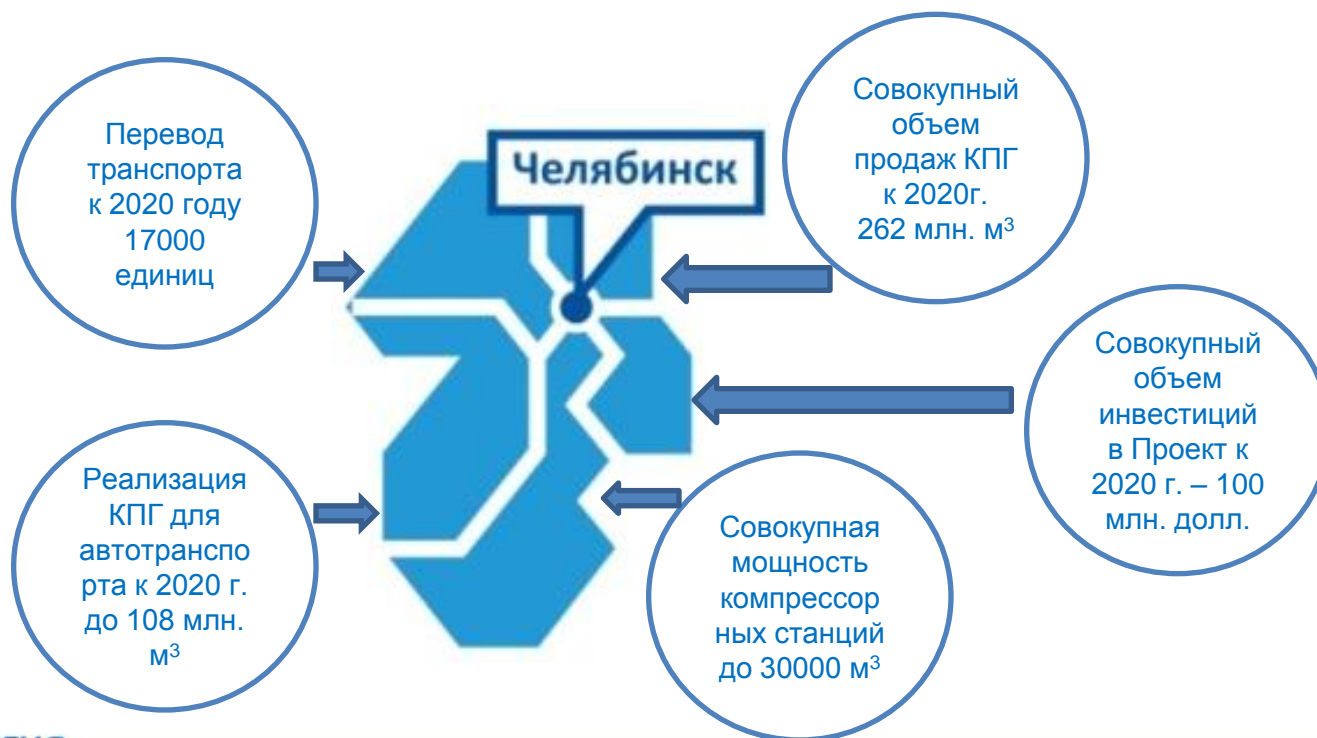 Челябинск
Перевод
транспорта
к 2020 году
17000
единиц
Совокупный
объем
продаж КПГ
к 2020г.
262 млн. м³
Совокупный
объем
инвестиций
в Проект к
2020 г. – 100
млн. долл.
Реализация
КПГ для
автотранспо
рта к 2020 г.
до 108 млн.
м³
Совокупная
мощность
компрессор
ных станций
до 30000 м³